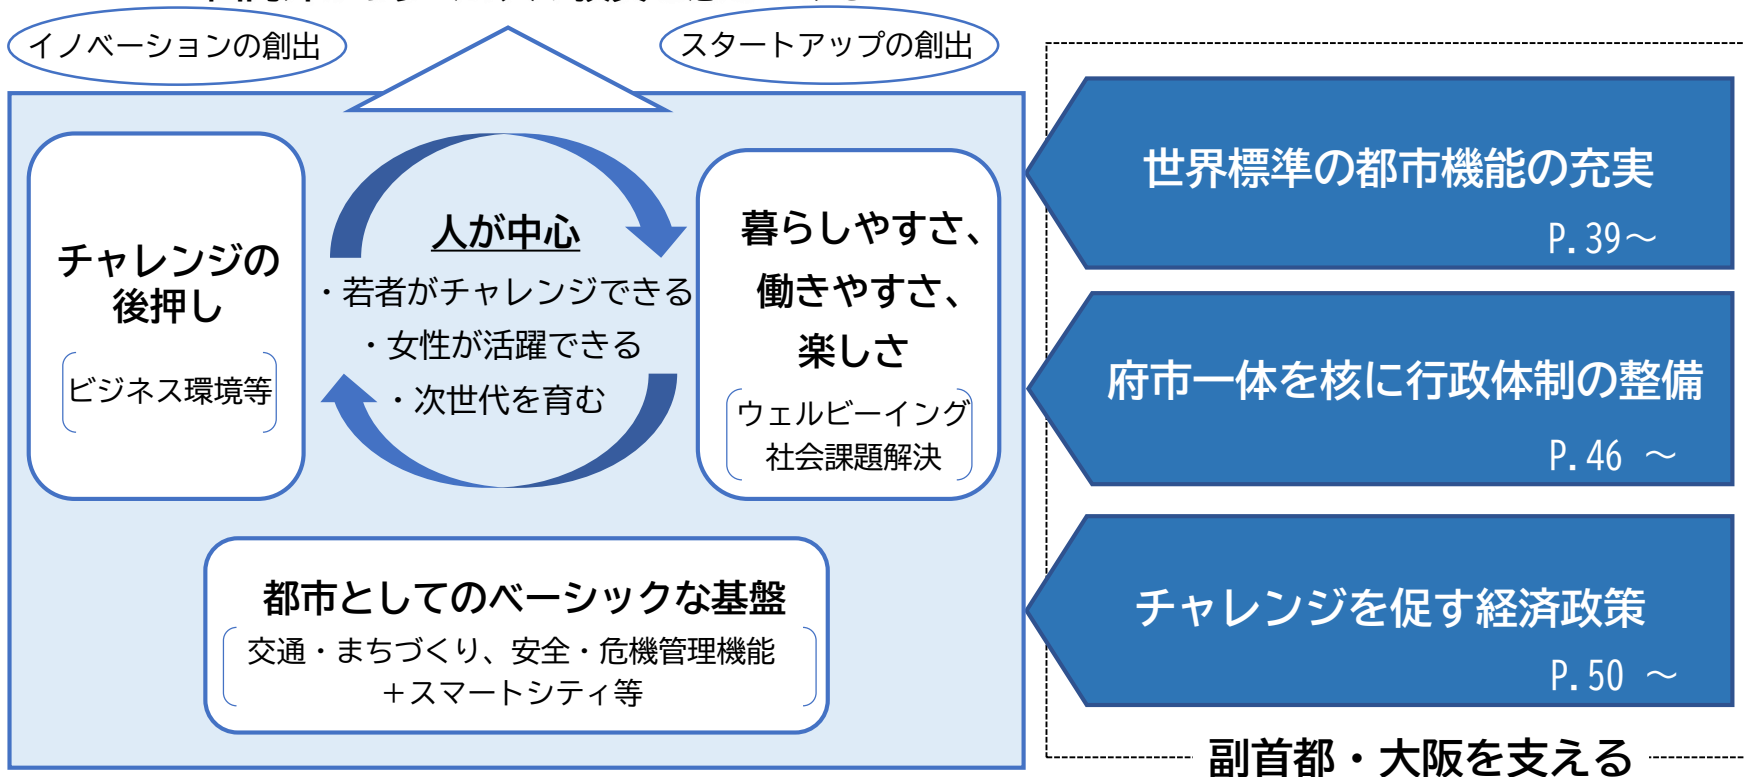 イノベーションの創出
スタートアップの創出
チャレンジの
後押し
ビジネス環境等
人が中心
・若者がチャレンジできる
・女性が活躍できる
・次世代を育む
暮らしやすさ、
働きやすさ、
楽しさ
ウェルビーイング
社会課題解決
都市としてのベーシックな基盤
交通・まちづくり、安全・危機管理機能
＋スマートシティ等
世界標準の都市機能の充実
P.39～
府市一体を核に行政体制の整備
P.46 ～
チャレンジを促す経済政策
P.50 ～
副首都・大阪を支える